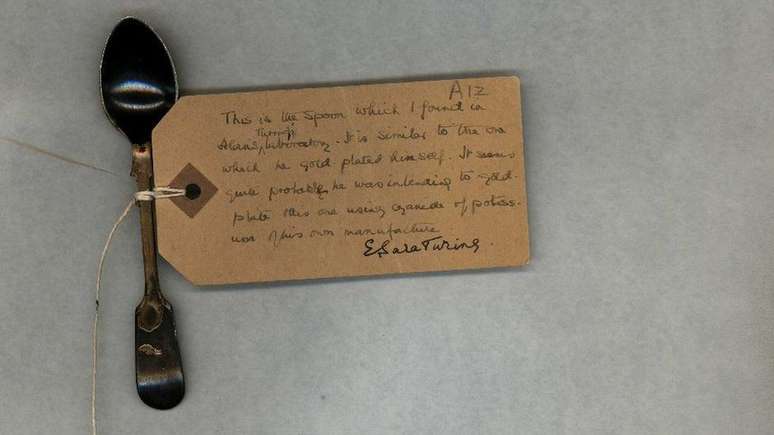 A12
This is the spoon which I found in
Alan's Turing's Laboratory. It is similar to the one
which he gold plated himself. It seems
quite probable he was intending to gold-
plate this one using cyanide of potass-
ium of his own manufacture.
E. Sara Turing.